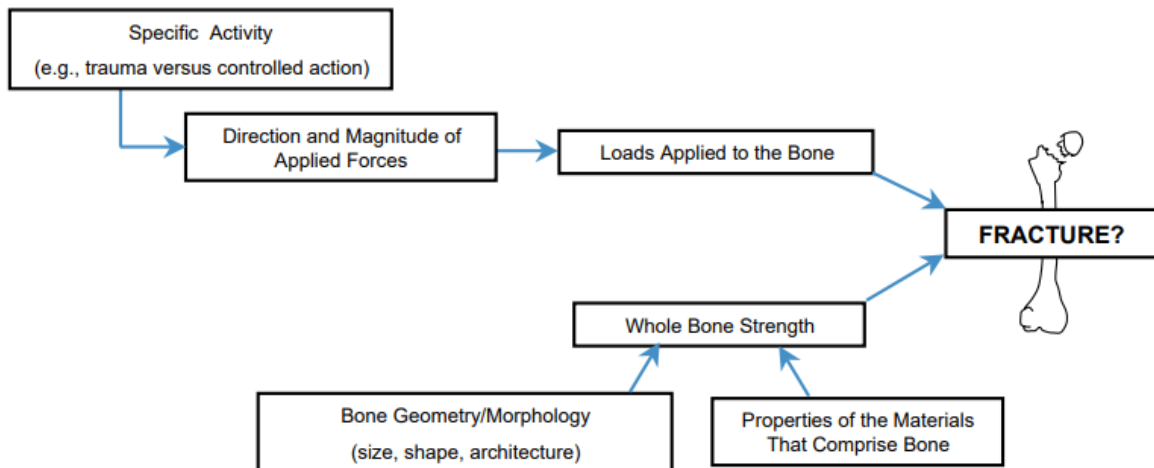 Specific Activity
(e.g., trauma versus controlled action)
Direction and Magnitude of
Applied Forces
Loads Applied to the Bone
FRACTURE?
Whole Bone Strength
Bone Geometry/Morphology
(size, shape, architecture)
Properties of the Materials
That Comprise Bone